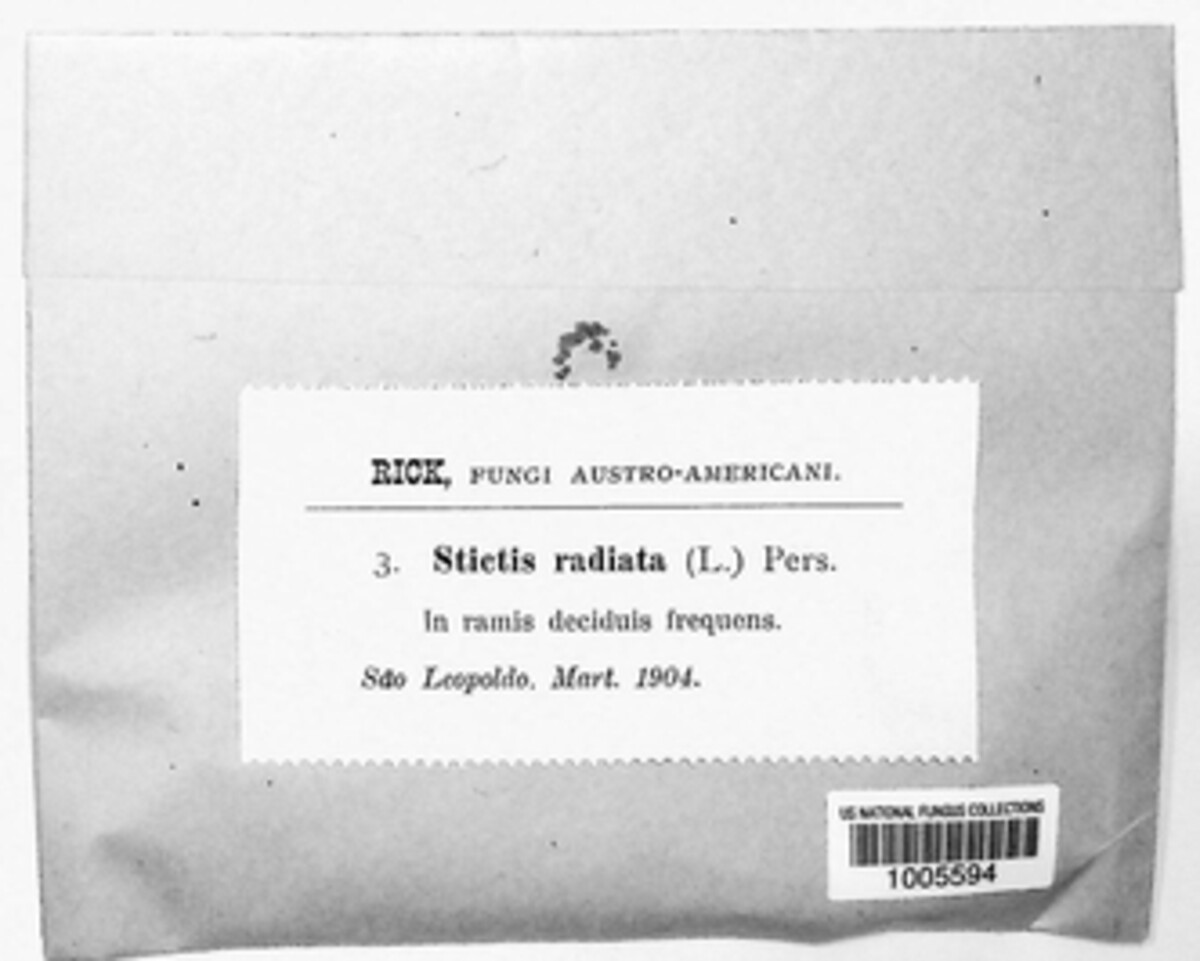 RICK, FUNGI AUSTRO-AMERICANI.
3. Stictis radiata (L.) Pers.
In ramis deciduis frequens.
São Leopoldo, Mart. 1904.
US NATIONAL FUNGUS COLLECTIONS
1005594